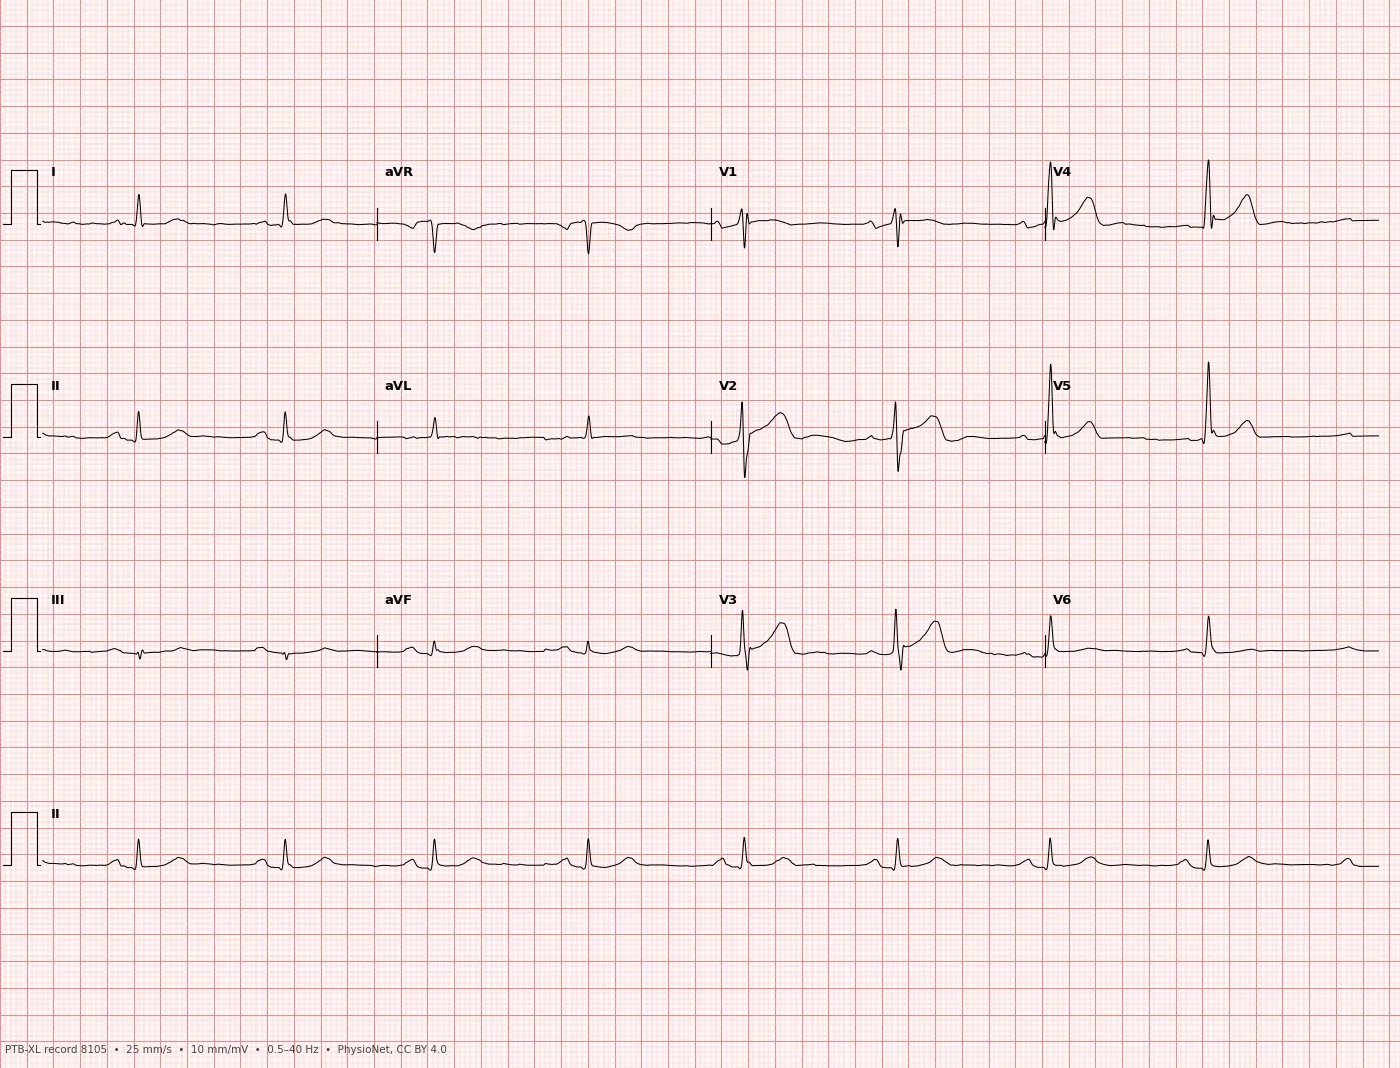 I aVR V1 V4
II aVL V2 V5
III aVF V3 V6
II
PTB-XL record 8105 • 25 mm/s • 10 mm/mV • 0.5–40 Hz • PhysioNet, CC BY 4.0